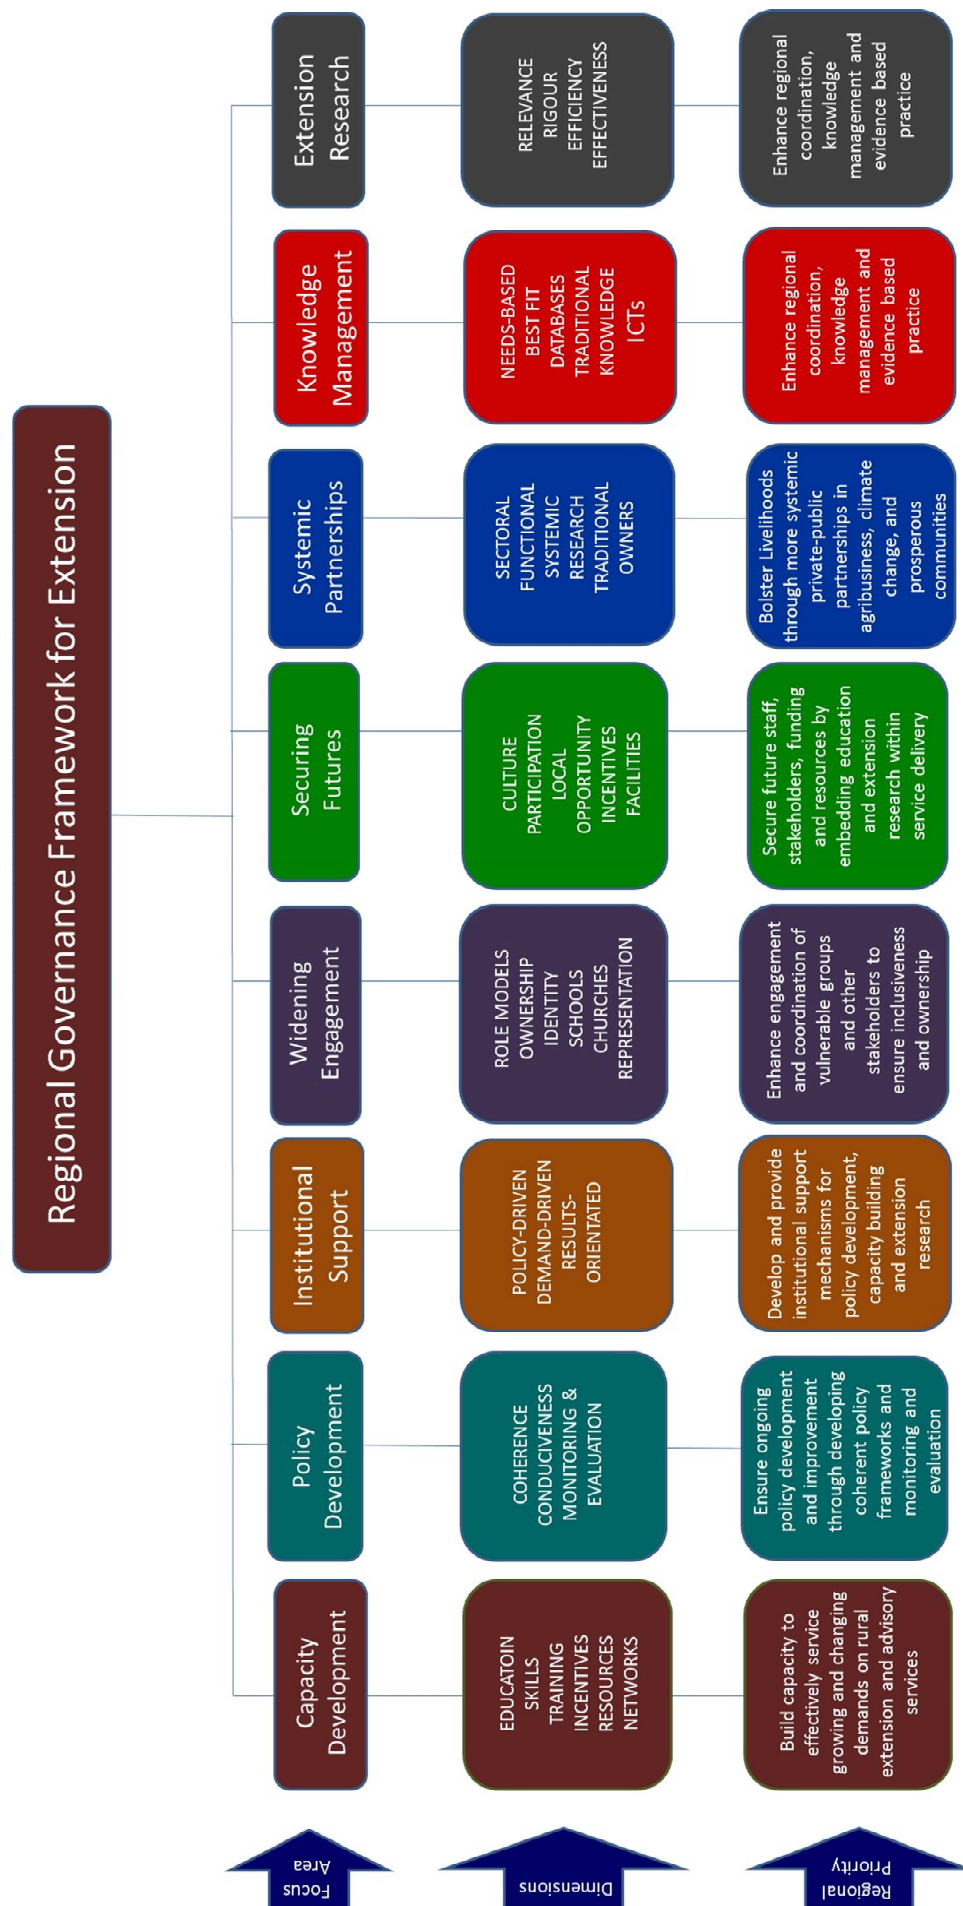 Regional Governance Framework for Extension
Focus
Area
Capacity
Development
Policy
Development
Institutional
Support
Widening
Engagement
Securing
Futures
Systemic
Partnerships
Knowledge
Management
Extension
Research
Dimensions
EDUCATOIN
SKILLS
TRAINING
INCENTIVES
RESOURCES
NETWORKS
COHERENCE
CONDUCIVENESS
MONITORING &
EVALUATION
POLICY-DRIVEN
DEMAND-DRIVEN
RESULTS-
ORIENTATED
ROLE MODELS
OWNERSHIP
IDENTITY
SCHOOLS
CHURCHES
REPRESENTATION
CULTURE
PARTICIPATION
LOCAL
OPPORTUNITY
INCENTIVES
FACILITIES
SECTORAL
FUNCTIONAL
SYSTEMIC
RESEARCH
TRADITIONAL
OWNERS
NEEDS-BASED
BEST FIT
DATABASES
TRADITIONAL
KNOWLEDGE
ICTs
RELEVANCE
RIGOUR
EFFICIENCY
EFFECTIVENESS
Regional
Priority
Build capacity to
effectively service
growing and changing
demands on rural
extension and advisory
services
Ensure ongoing
policy development
and improvement
through developing
coherent policy
frameworks and
monitoring and
evaluation
Develop and provide
institutional support
mechanisms for
policy development,
capacity building
and extension
research
Enhance engagement
and coordination of
vulnerable groups
and other
stakeholders to
ensure inclusiveness
and ownership
Secure future staff,
stakeholders, funding
and resources by
embedding education
and extension
research within
service delivery
Bolster Livelihoods
through more systemic
private-public
partnerships in
agribusiness, climate
change, and
prosperous
communities
Enhance regional
coordination,
knowledge
management and
evidence based
practice
Enhance regional
coordination,
knowledge
management and
evidence based
practice